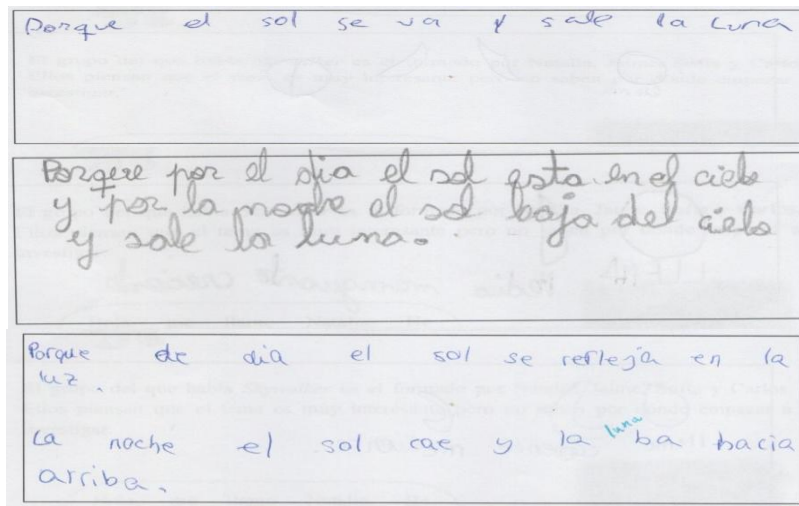 Porque el sol se va y sale la luna
Porque por el dia el sol esta en el cielo
y por la noche el sol baja del cielo
y sale la luna.
Porque de dia el sol se refleja en la
luz.
La noche el sol cae y la luna ba hacia
arriba.